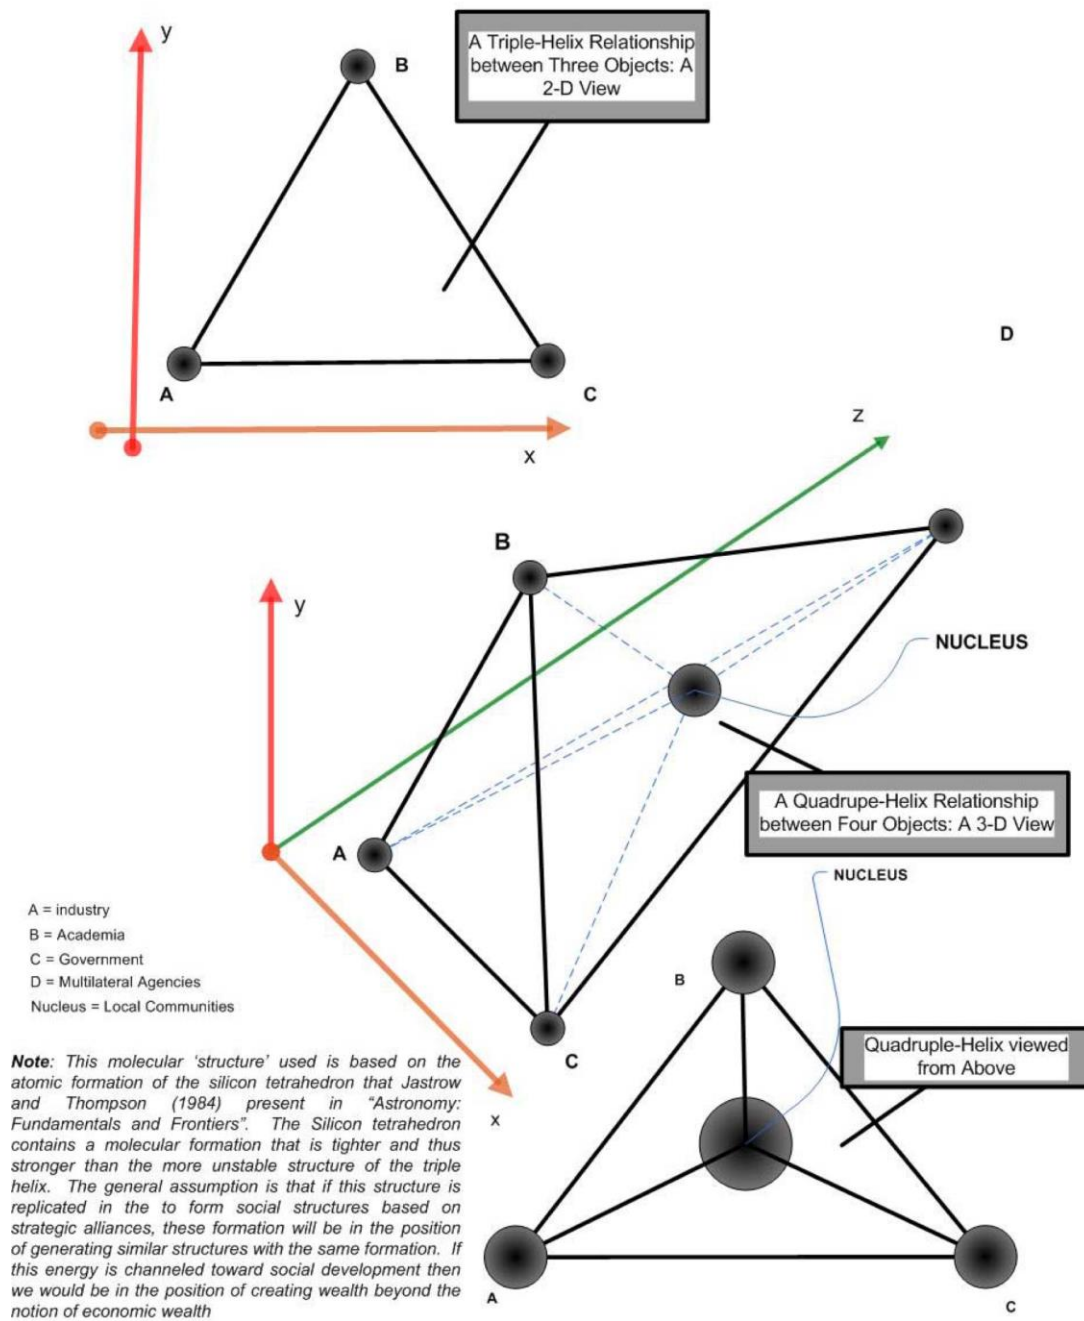 y
B
A Triple-Helix Relationship
between Three Objects: A
2-D View
A
C
x
D
z
B
y
NUCLEUS
A
A Quadrupe-Helix Relationship
between Four Objects: A 3-D View
C
x
A = industry
B = Academia
C = Government
D = Multilateral Agencies
Nucleus = Local Communities
NUCLEUS
B
Quadruple-Helix viewed
from Above
A
C
Note: This molecular ‘structure’ used is based on the
atomic formation of the silicon tetrahedron that Jastrow
and Thompson (1984) present in “Astronomy:
Fundamentals and Frontiers”. The Silicon tetrahedron
contains a molecular formation that is tighter and thus
stronger than the more unstable structure of the triple
helix. The general assumption is that if this structure is
replicated in the to form social structures based on
strategic alliances, these formation will be in the position
of generating similar structures with the same formation. If
this energy is channeled toward social development then
we would be in the position of creating wealth beyond the
notion of economic wealth